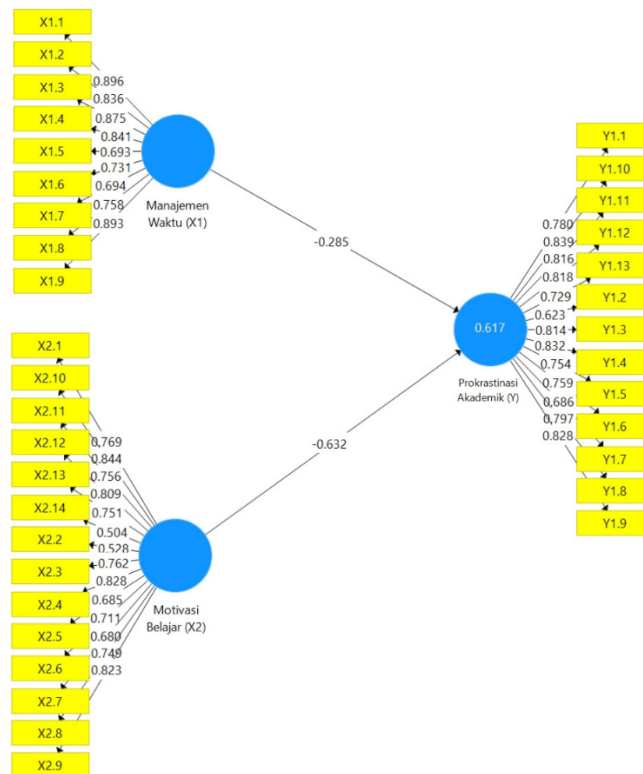 X1.1
X1.2
X1.3
X1.4
X1.5
X1.6
X1.7
X1.8
X1.9
0.896
0.836
0.875
0.841
0.693
0.731
0.694
0.758
0.893
Manajemen
Waktu (X1)
-0.285
X2.1
X2.10
X2.11
X2.12
X2.13
X2.14
X2.2
X2.3
X2.4
X2.5
X2.6
X2.7
X2.8
X2.9
0.769
0.844
0.756
0.809
0.751
0.504
0.528
0.762
0.828
0.685
0.711
0.680
0.749
0.823
Motivasi
Belajar (X2)
-0.632
0.617
Prokrastinasi
Akademik (Y)
0.780
0.839
0.816
0.818
0.729
0.623
0.814
0.832
0.754
0.759
0.686
0.797
0.828
Y1.1
Y1.10
Y1.11
Y1.12
Y1.13
Y1.2
Y1.3
Y1.4
Y1.5
Y1.6
Y1.7
Y1.8
Y1.9